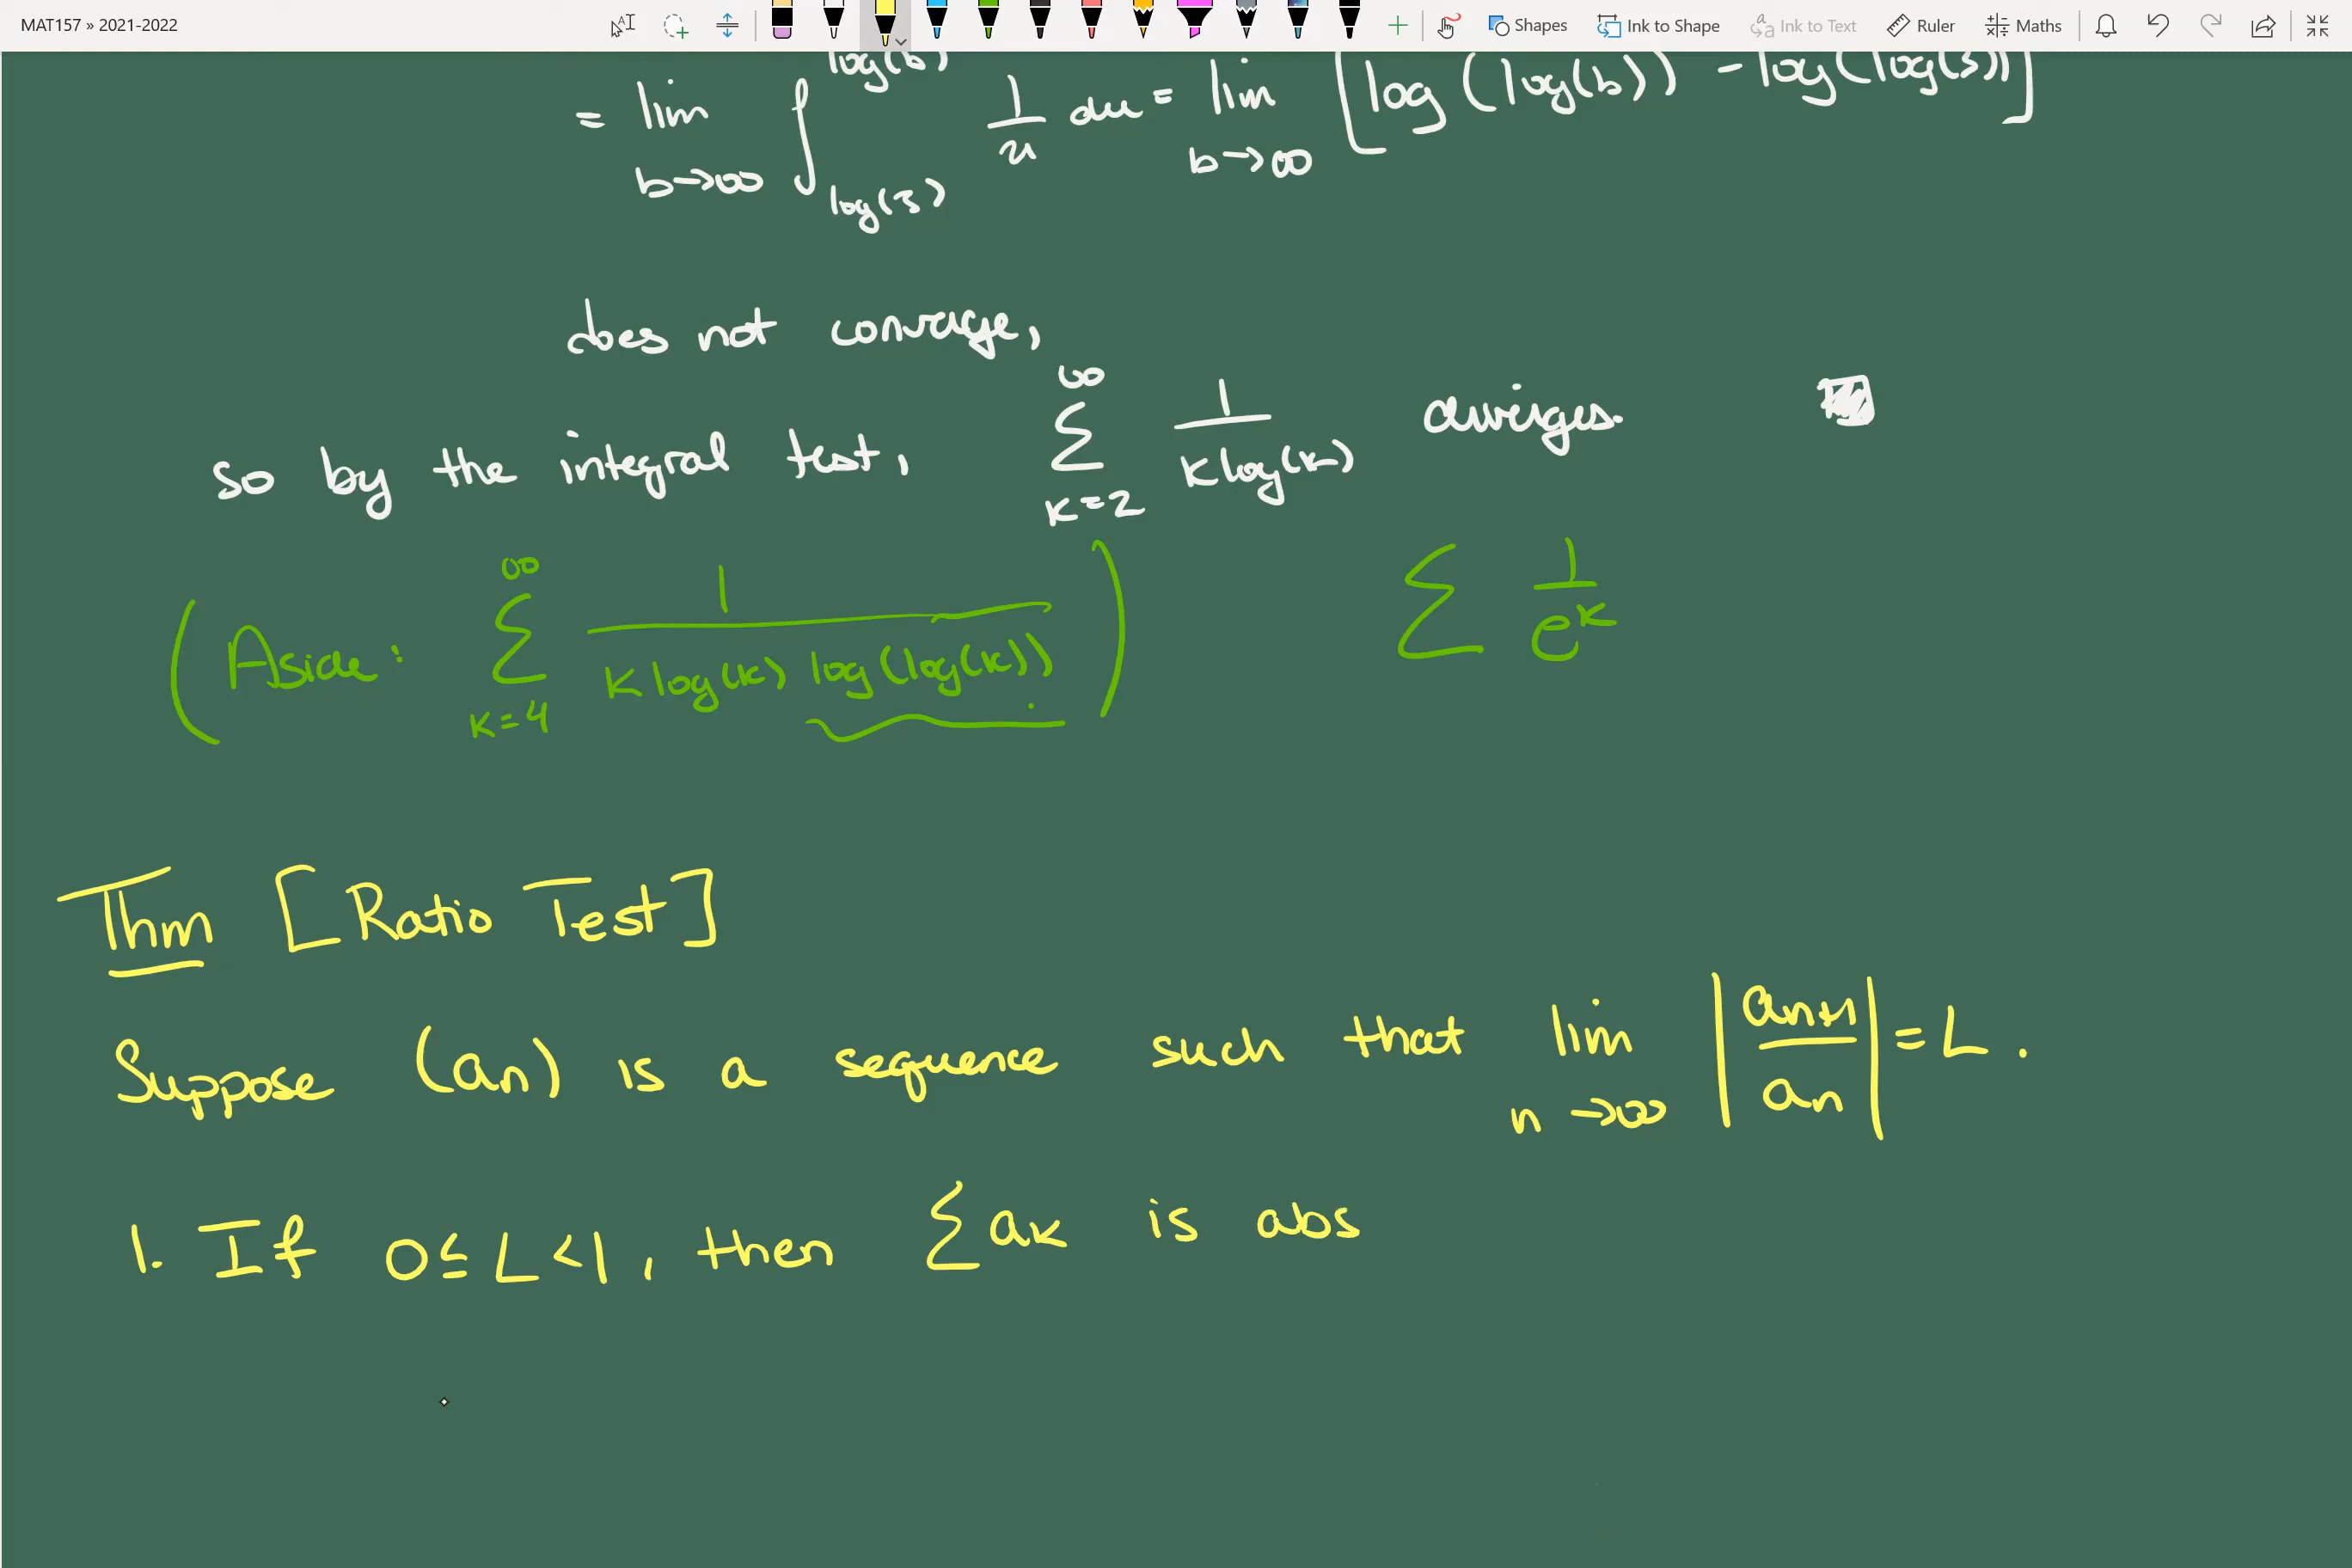 MAT157 » 2021-2022 Shapes Ink to Shape Ink to Text Ruler Maths
= lim b→∞ ∫ log(3) log(b) 1/u du = lim b→∞ [log(log(b)) - log(log(3))]
does not converge,
so by the integral test, ∞ Σ k=2 1/(k log(k)) diverges.
(Aside: ∞ Σ k=4 1/(k log(k) log(log(k)))) Σ 1/e^k
Thm [Ratio Test]
Suppose (an) is a sequence such that lim n→∞ |an+1/an| = L.
1. If 0≤L<1, then Σak is abs